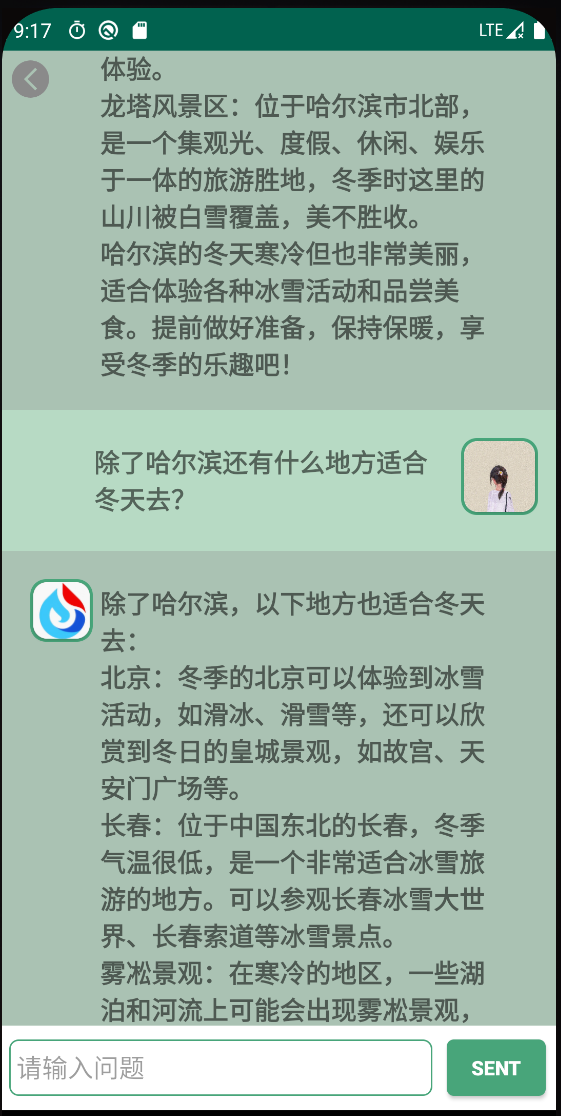 9:17
LTE
体验。
龙塔风景区：位于哈尔滨市北部，
是一个集观光、度假、休闲、娱乐
于一体的旅游胜地，冬季时这里的
山川被白雪覆盖，美不胜收。
哈尔滨的冬天寒冷但也非常美丽，
适合体验各种冰雪活动和品尝美
食。提前做好准备，保持保暖，享
受冬季的乐趣吧！
除了哈尔滨还有什么地方适合
冬天去？
除了哈尔滨，以下地方也适合冬天
去：
北京：冬季的北京可以体验到冰雪
活动，如滑冰、滑雪等，还可以欣
赏到冬日的皇城景观，如故宫、天
安门广场等。
长春：位于中国东北的长春，冬季
气温很低，是一个非常适合冰雪旅
游的地方。可以参观长春冰雪大世
界、长春索道等冰雪景点。
雾凇景观：在寒冷的地区，一些湖
泊和河流上可能会出现雾凇景观，
请输入问题
SENT